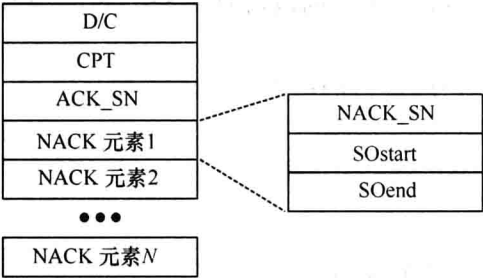 D/C
CPT
ACK_SN
NACK 元素1
NACK 元素2
•••
NACK 元素N
NACK_SN
SOstart
SOend